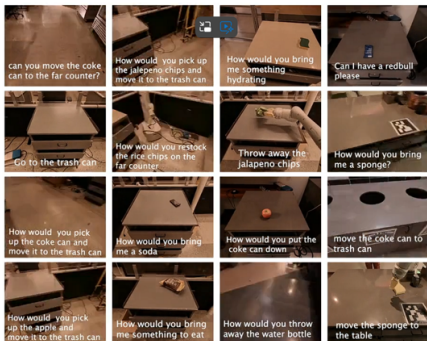 can you move the coke
can to the far counter?
How would you pick up
the jalepeno chips and
move it to the trash can
How would you bring
me something
hydrating
Can I have a redbull
please
Go to the trash can
How would you restock
the rice chips on the
far counter
Throw away the
jalapeno chips
How would you bring
me a sponge?
How would you pick
up the coke can and
move it to the trash can
How would you bring
me a soda
How would you put the
coke can down
move the coke can to
trash can
How would you pick
up the apple and
move it to the trash can
How would you bring
me something to eat
How would you throw
away the water bottle
move the sponge to
the table